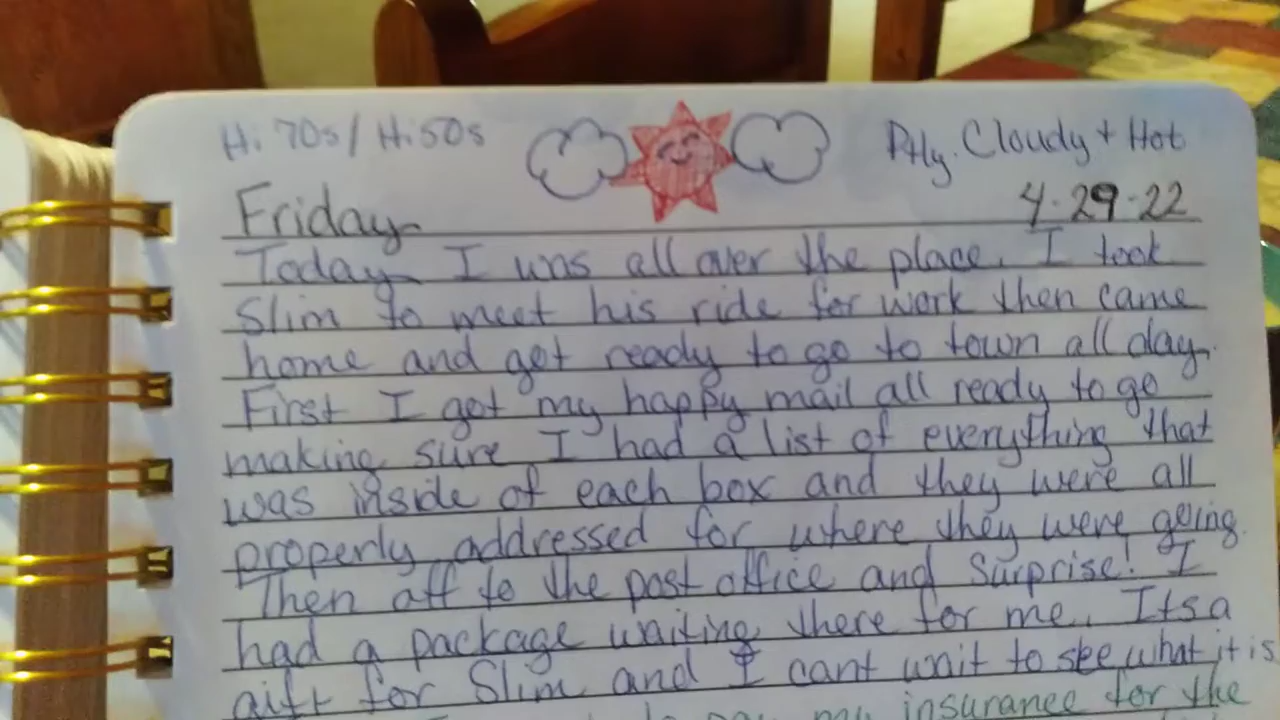 Hi 70s / Hi 50s
Ptly. Cloudy + Hot
Friday
4-29-22
Today I was all over the place. I took
Slim to meet his ride for work then came
home and got ready to go to town all day.
First I got my happy mail all ready to go
making sure I had a list of everything that
was inside of each box and they were all
properly addressed for where they were going.
Then off to the post office and Surprise! I
had a package waiting there for me. Its a
gift for Slim and I cant wait to see what it is
my insurance for the